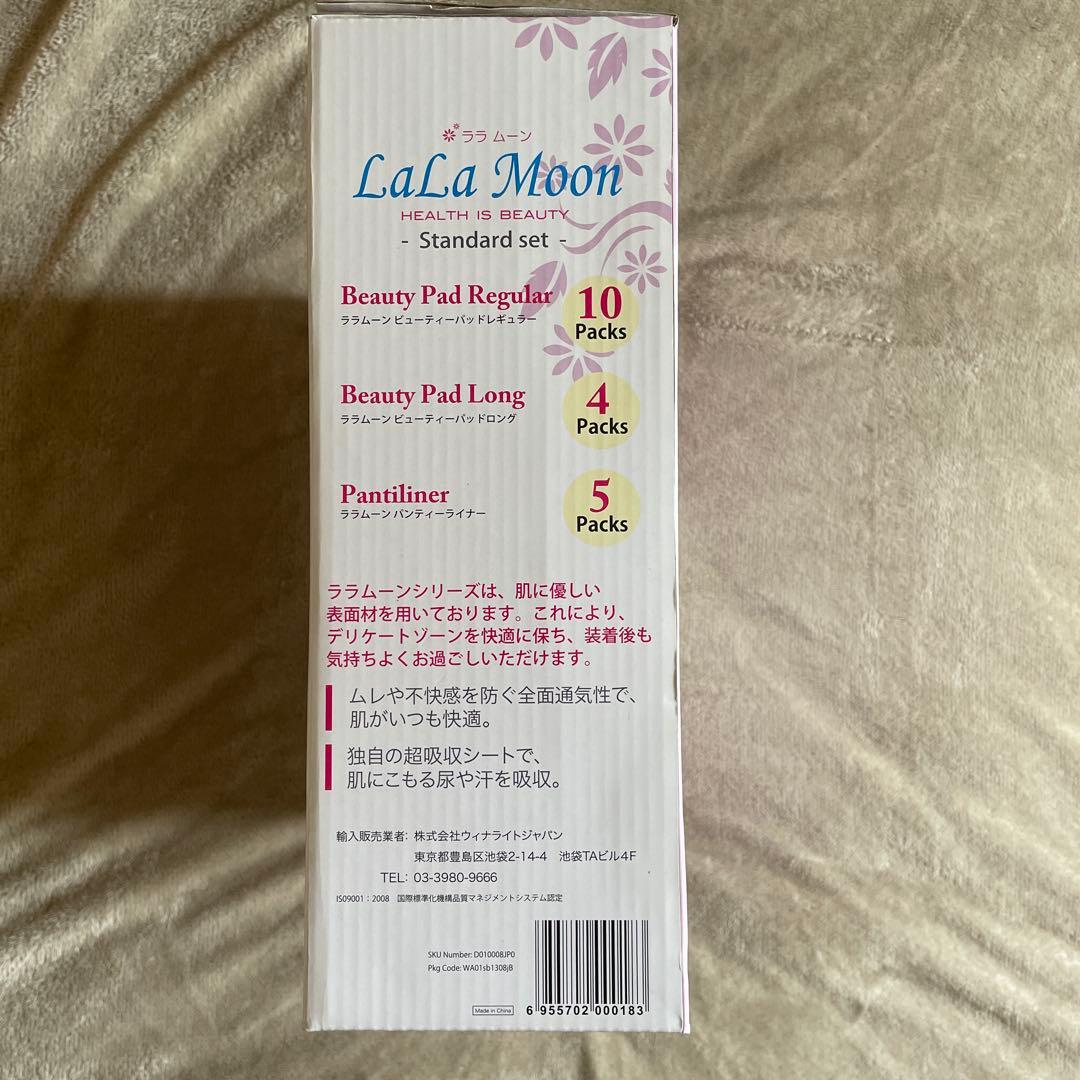 ララ ムーン
LaLa Moon
HEALTH IS BEAUTY
- Standard set -
Beauty Pad Regular
ララムーン ビューティーパッドレギュラー
10
Packs
Beauty Pad Long
ララムーン ビューティーパッドロング
4
Packs
Pantiliner
ララムーン パンティーライナー
5
Packs
ララムーンシリーズは、肌に優しい
表面材を用いております。これにより、
デリケートゾーンを快適に保ち、装着後も
気持ちよくお過ごしいただけます。
ムレや不快感を防ぐ全面通気性で、
肌がいつも快適。
独自の超吸収シートで、
肌にこもる尿や汗を吸収。
輸入販売業者: 株式会社ウィナライトジャパン
東京都豊島区池袋2-14-4 池袋TAビル4F
TEL: 03-3980-9666
IS09001：2008 国際標準化機構品質マネジメントシステム認定
SKU Number: D010008JP0
Pkg Code: WA01sb1308jB
Made in China
6 955702 000183